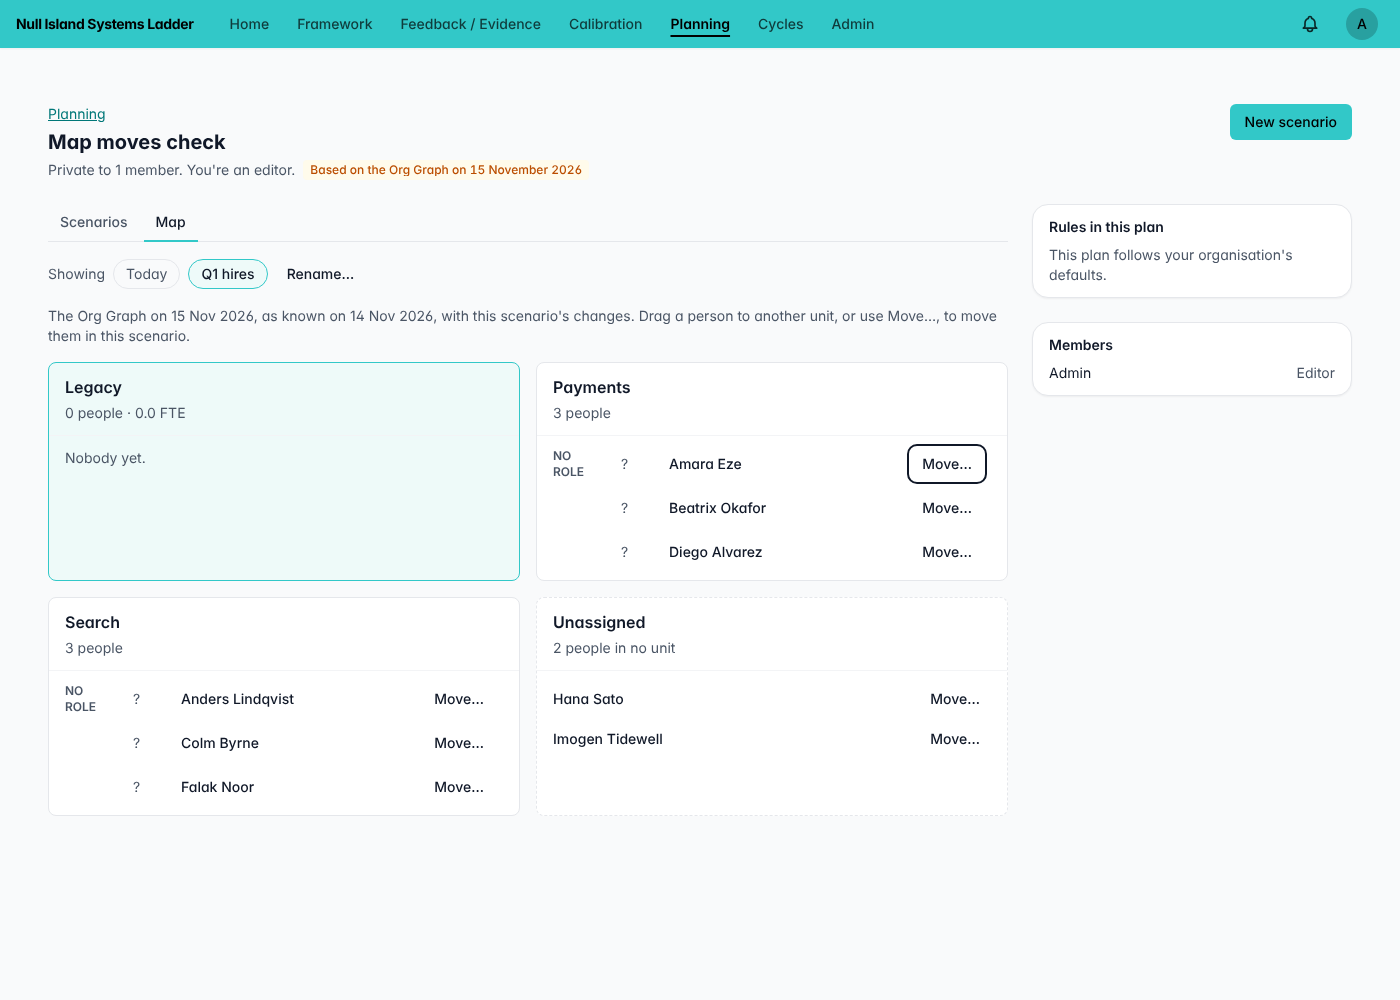 Null Island Systems Ladder
Home
Framework
Feedback / Evidence
Calibration
Planning
Cycles
Admin
A
Planning
Map moves check
Private to 1 member. You're an editor.
Based on the Org Graph on 15 November 2026
New scenario
Scenarios
Map
Showing
Today
Q1 hires
Rename...
The Org Graph on 15 Nov 2026, as known on 14 Nov 2026, with this scenario's changes. Drag a person to another unit, or use Move..., to move
them in this scenario.
Legacy
0 people · 0.0 FTE
Nobody yet.
Payments
3 people
NO
ROLE
? Amara Eze Move...
? Beatrix Okafor Move...
? Diego Alvarez Move...
Search
3 people
NO
ROLE
? Anders Lindqvist Move...
? Colm Byrne Move...
? Falak Noor Move...
Unassigned
2 people in no unit
Hana Sato Move...
Imogen Tidewell Move...
Rules in this plan
This plan follows your organisation's
defaults.
Members
Admin Editor